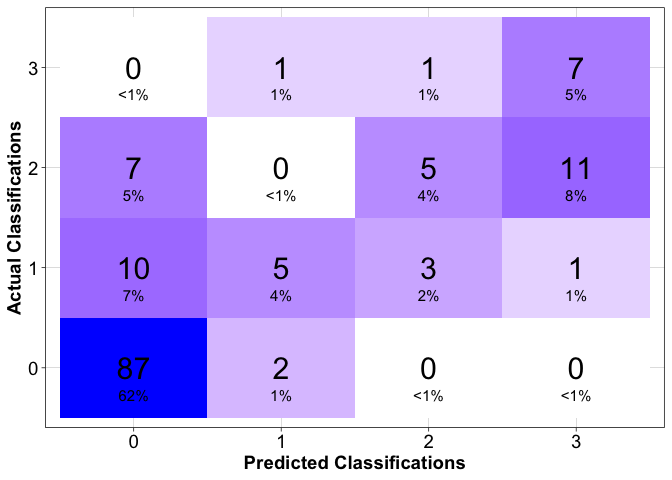 3 0 1 1 7
<1% 1% 1% 5%
2 7 0 5 11
5% <1% 4% 8%
1 10 5 3 1
7% 4% 2% 1%
0 87 2 0 0
62% 1% <1% <1%
0 1 2 3
Predicted Classifications
Actual Classifications